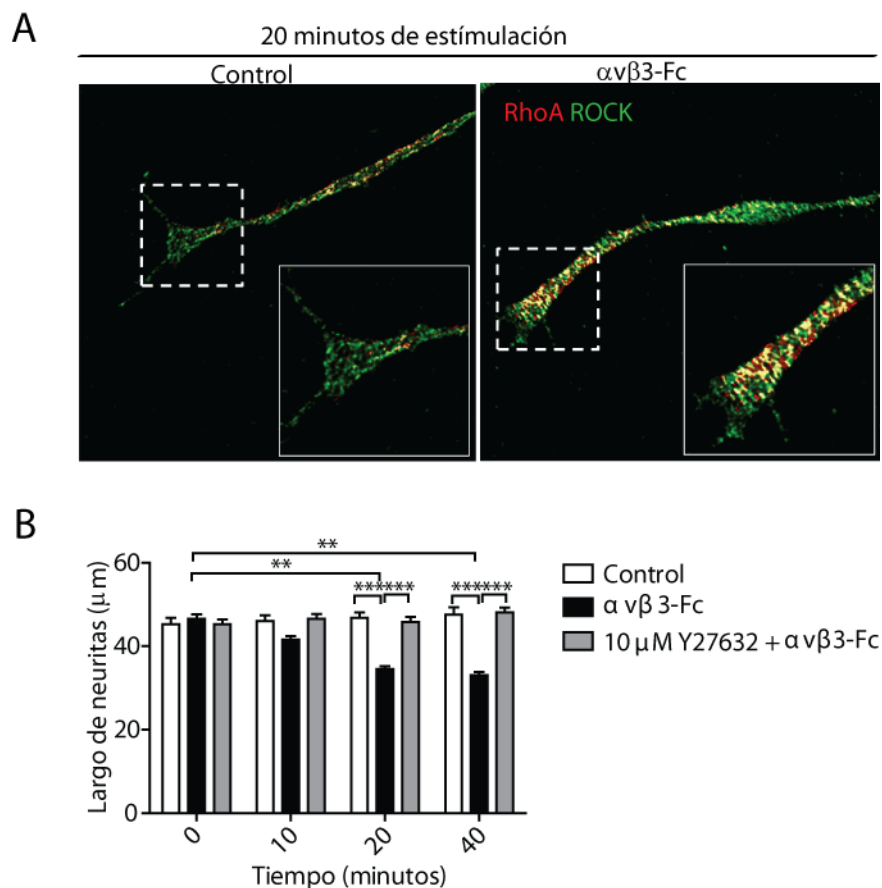 A
20 minutos de estímulación
Control
αvβ3-Fc
RhoA ROCK
B
**
**
******
******
60
40
20
0
Largo de neuritas (μm)
0
10
20
40
Tiempo (minutos)
Control
α vβ 3-Fc
10 μM Y27632 + α vβ3-Fc